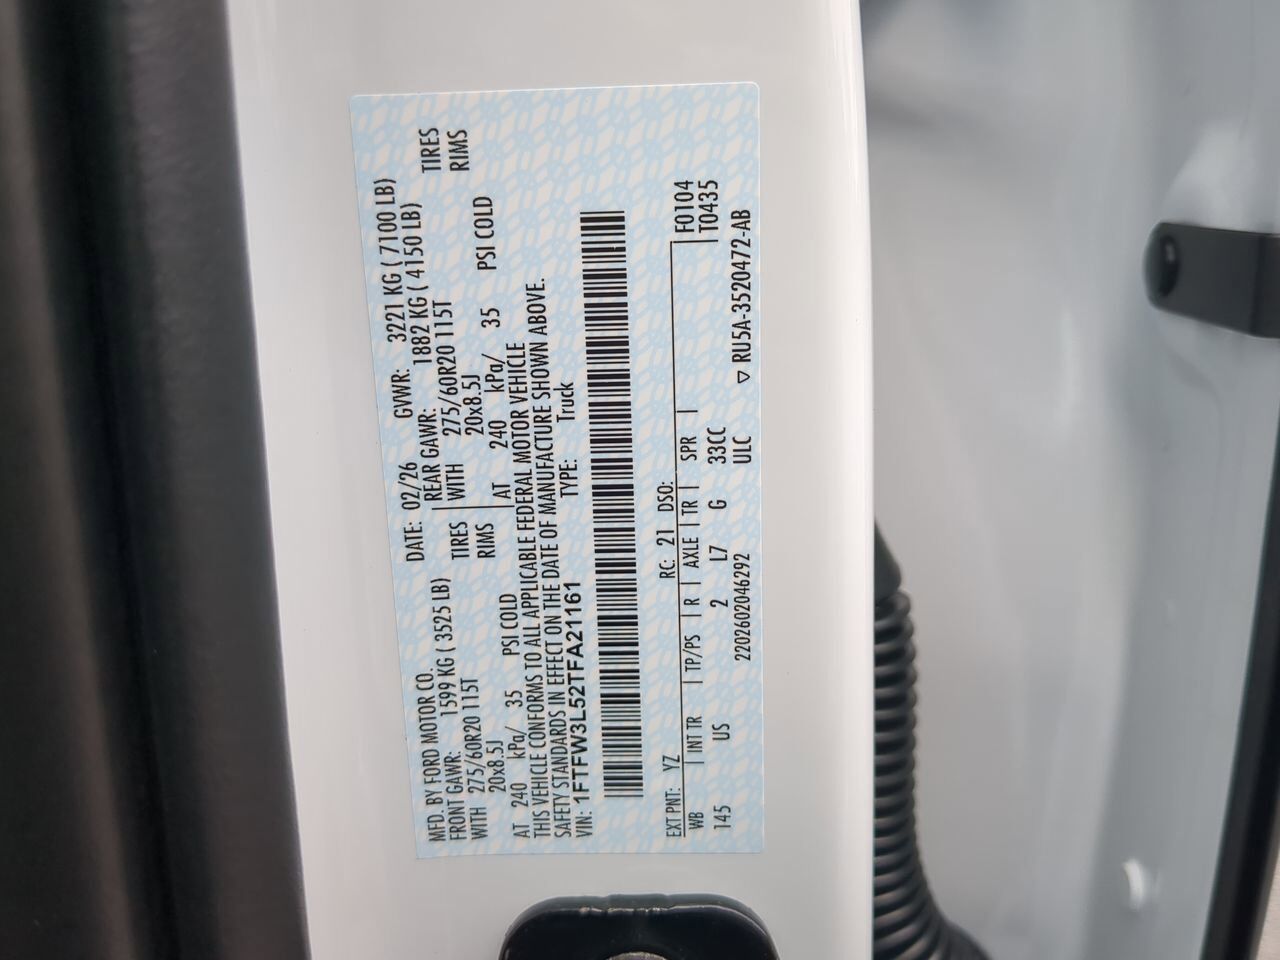 MFD. BY FORD MOTOR CO. DATE: 02/26 GVWR: 3221 KG ( 7100 LB)
FRONT GAWR: 1599 KG ( 3525 LB) REAR GAWR: 1882 KG ( 4150 LB)
WITH 275/60R20 115T TIRES WITH 275/60R20 115T TIRES
20x8.5J RIMS 20x8.5J RIMS
AT 240 kPa/ 35 PSI COLD AT 240 kPa/ 35 PSI COLD
THIS VEHICLE CONFORMS TO ALL APPLICABLE FEDERAL MOTOR VEHICLE
SAFETY STANDARDS IN EFFECT ON THE DATE OF MANUFACTURE SHOWN ABOVE.
VIN: 1FTFW3L52TFA21161 TYPE: Truck
EXT PNT: YZ RC: 21 DSO: F0104
WB | INT TR | TP/PS | R | AXLE | TR | SPR | T0435
145 US 2 L7 G 33CC
2202602046292 ULC ▽ RU5A-3520472-AB